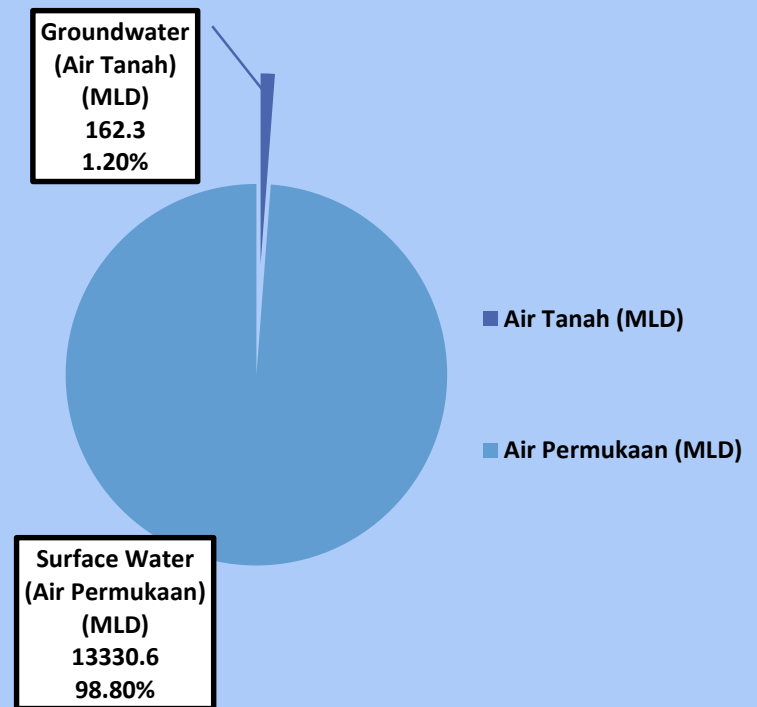 Groundwater
(Air Tanah)
(MLD)
162.3
1.20%
Air Tanah (MLD)
Air Permukaan (MLD)
Surface Water
(Air Permukaan)
(MLD)
13330.6
98.80%